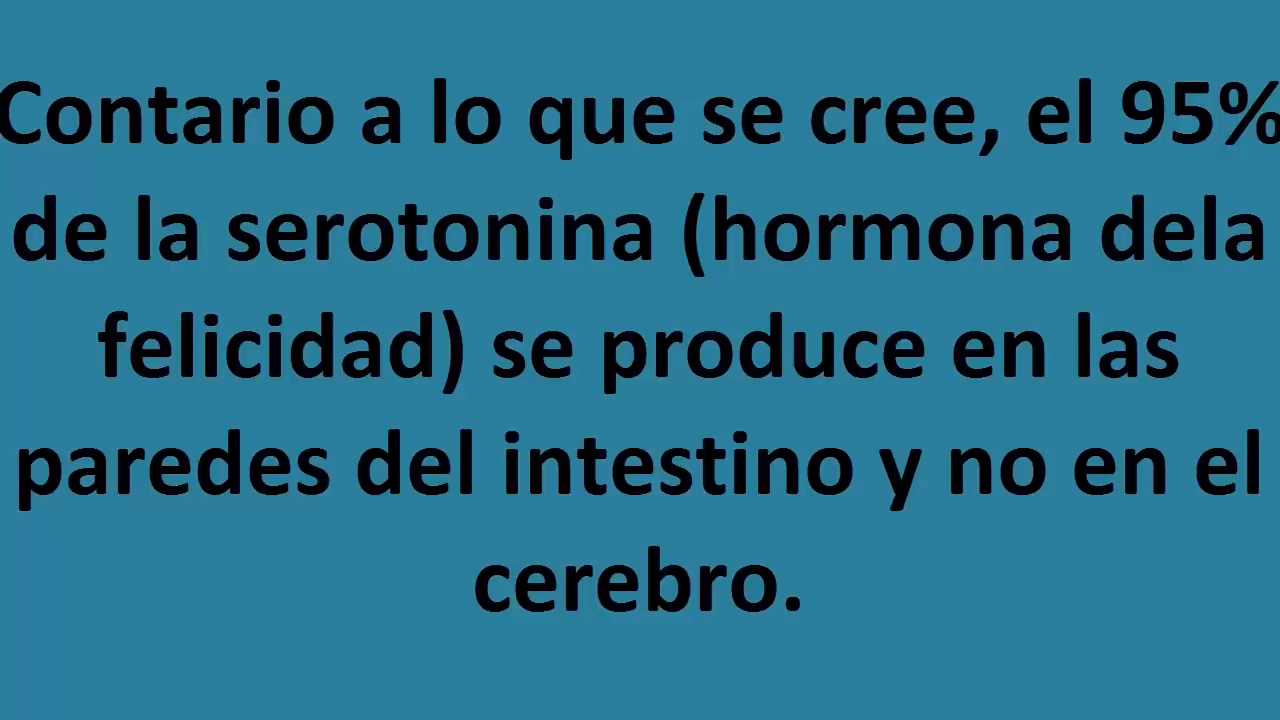 Contario a lo que se cree, el 95%
de la serotonina (hormona dela
felicidad) se produce en las
paredes del intestino y no en el
cerebro.